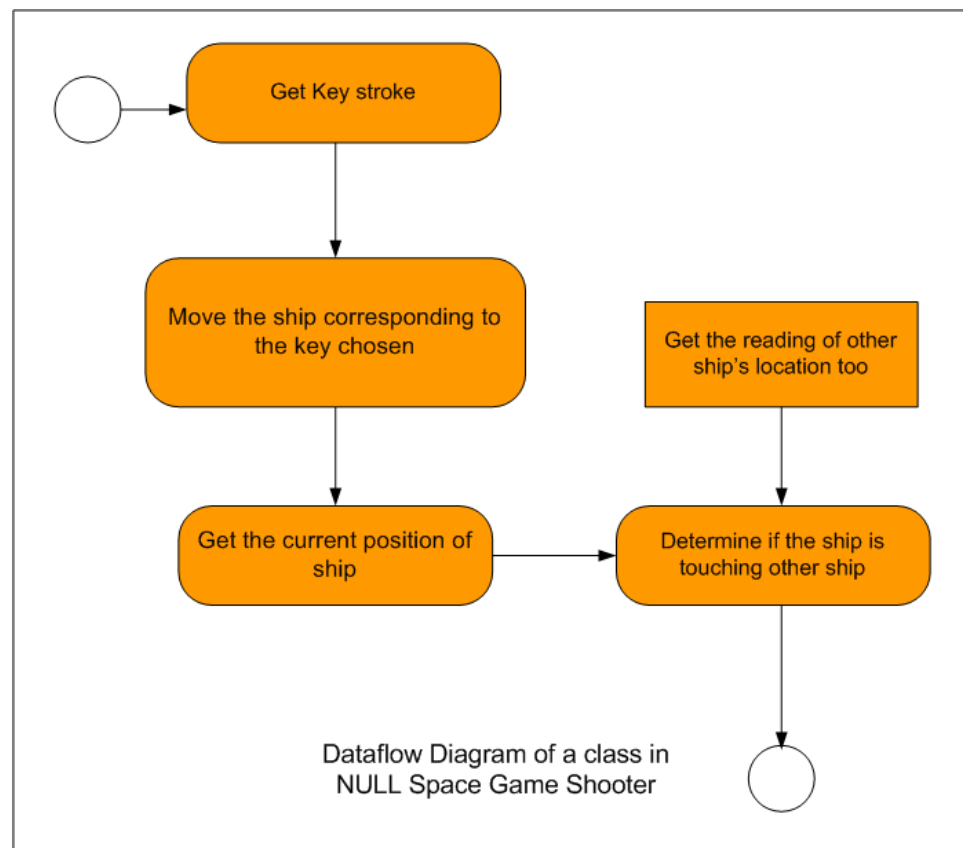 Get Key stroke
Move the ship corresponding to
the key chosen
Get the reading of other
ship's location too
Get the current position of
ship
Determine if the ship is
touching other ship
Dataflow Diagram of a class in
NULL Space Game Shooter